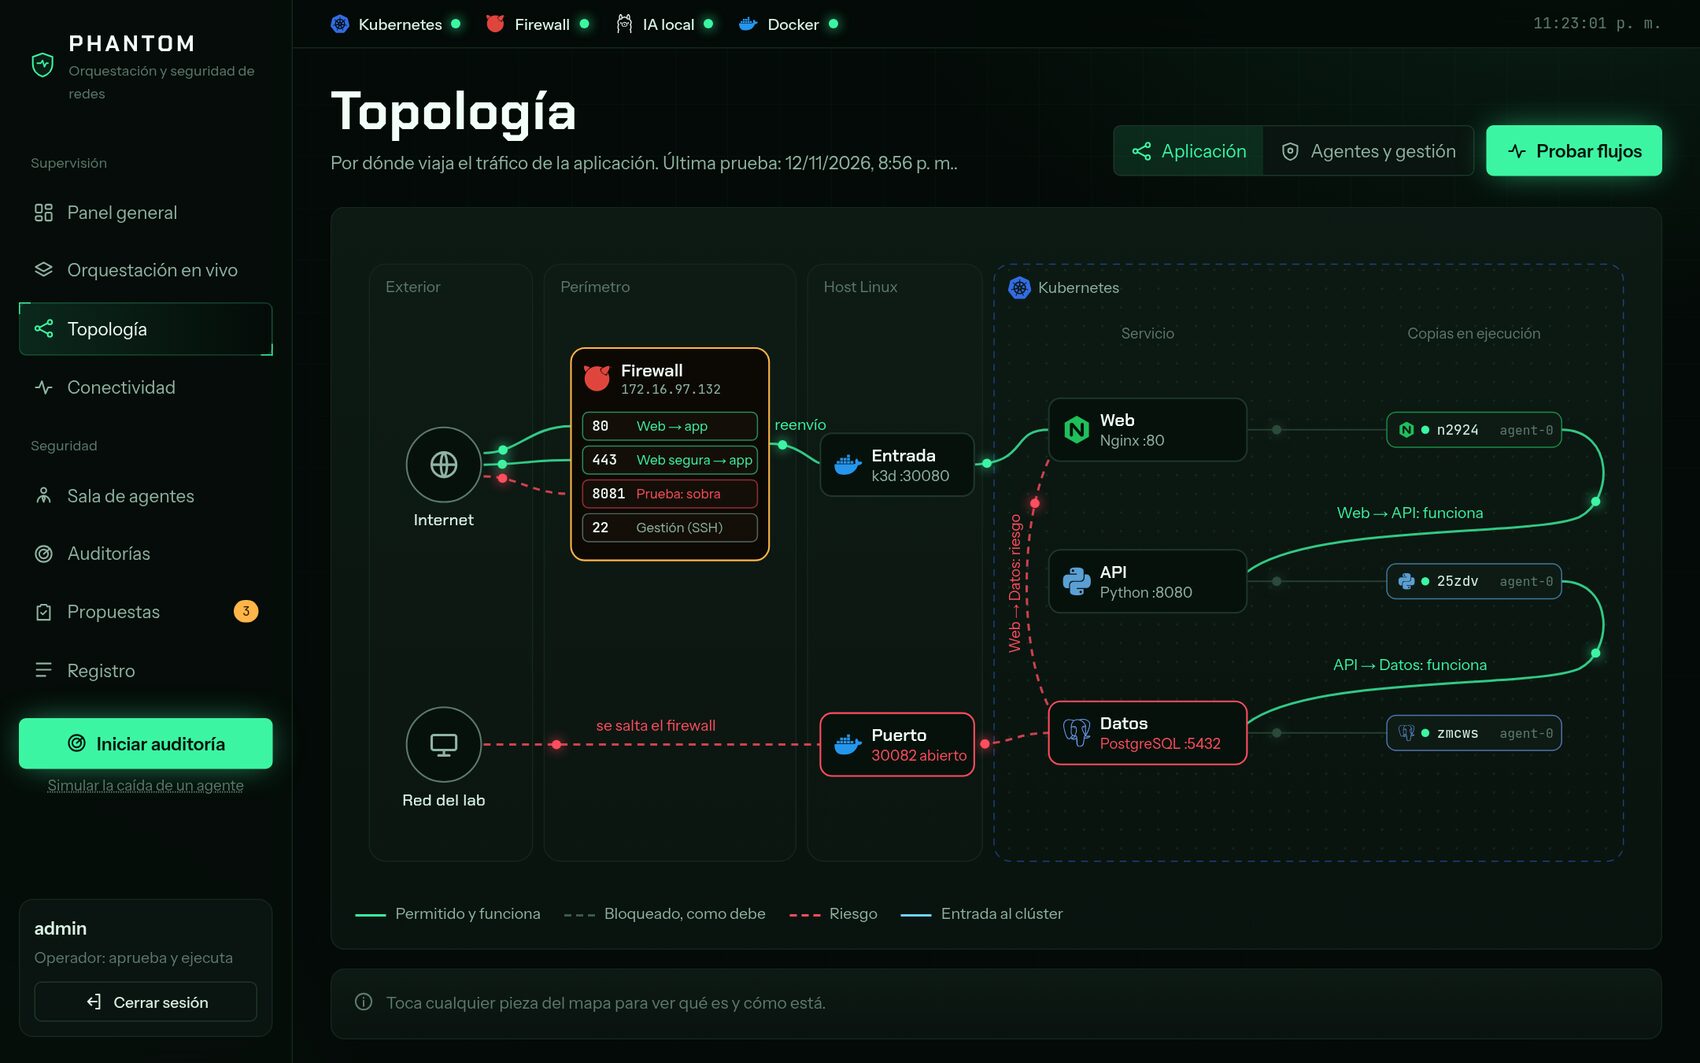 PHANTOM
Orquestación y seguridad de
redes
Supervisión
Panel general
Orquestación en vivo
Topología
Conectividad
Seguridad
Sala de agentes
Auditorías
Propuestas
3
Registro
Iniciar auditoría
Simular la caída de un agente
admin
Operador: aprueba y ejecuta
Cerrar sesión
Kubernetes
Firewall
IA local
Docker
11:23:01 p. m.
Topología
Por dónde viaja el tráfico de la aplicación. Última prueba: 12/11/2026, 8:56 p. m..
Aplicación
Agentes y gestión
Probar flujos
Exterior
Internet
Red del lab
Perímetro
Firewall
172.16.97.132
80 Web → app
443 Web segura → app
8081 Prueba: sobra
22 Gestión (SSH)
reenvío
se salta el firewall
Host Linux
Entrada
k3d :30080
Puerto
30082 abierto
Kubernetes
Servicio
Copias en ejecución
Web
Nginx :80
n2924 agent-0
Web → API: funciona
Web → Datos: riesgo
API
Python :8080
25zdv agent-0
API → Datos: funciona
Datos
PostgreSQL :5432
zmcws agent-0
Permitido y funciona
Bloqueado, como debe
Riesgo
Entrada al clúster
Toca cualquier pieza del mapa para ver qué es y cómo está.